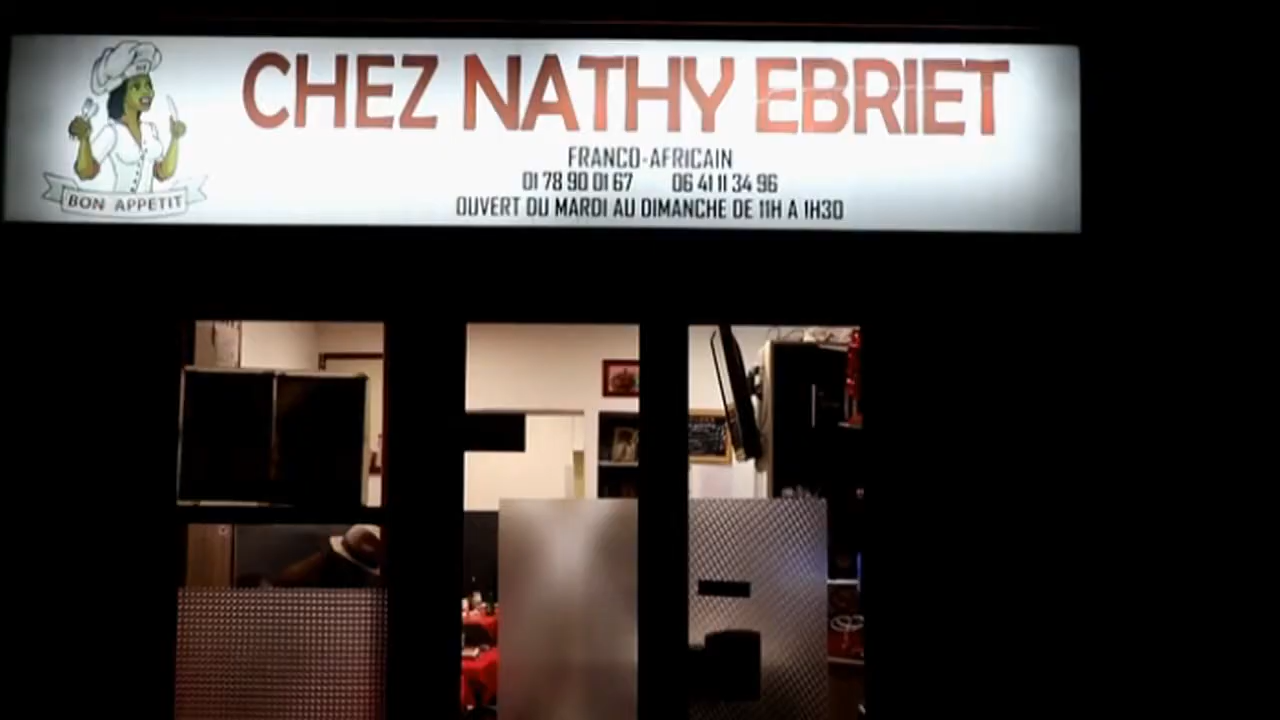 CHEZ NATHY EBRIET
FRANCO-AFRICAIN
01 78 90 01 67 06 41 11 34 96
OUVERT DU MARDI AU DIMANCHE DE 11H A 1H30
BON APPETIT